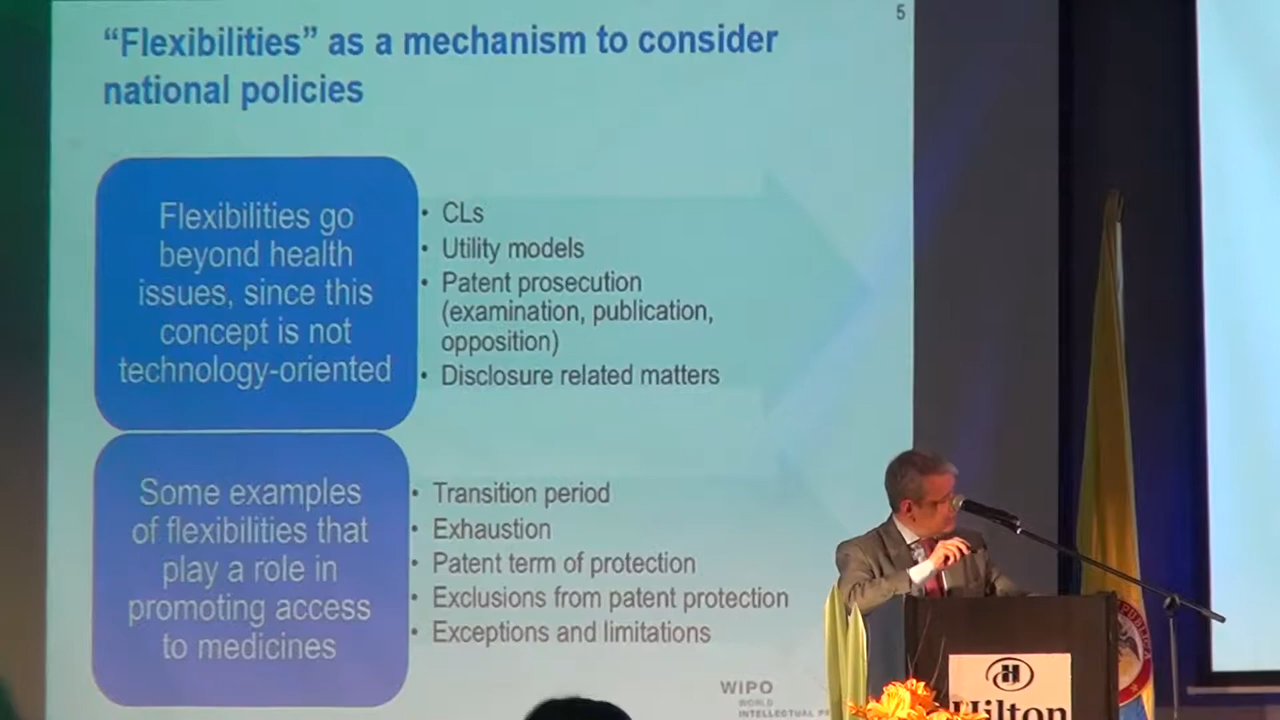 5
“Flexibilities” as a mechanism to consider
national policies
Flexibilities go
beyond health
issues, since this
concept is not
technology-oriented
• CLs
• Utility models
• Patent prosecution
(examination, publication,
opposition)
• Disclosure related matters
Some examples
of flexibilities that
play a role in
promoting access
to medicines
• Transition period
• Exhaustion
• Patent term of protection
• Exclusions from patent protection
• Exceptions and limitations
WIPO
WORLD
INTELLECTUAL
H
Hilton